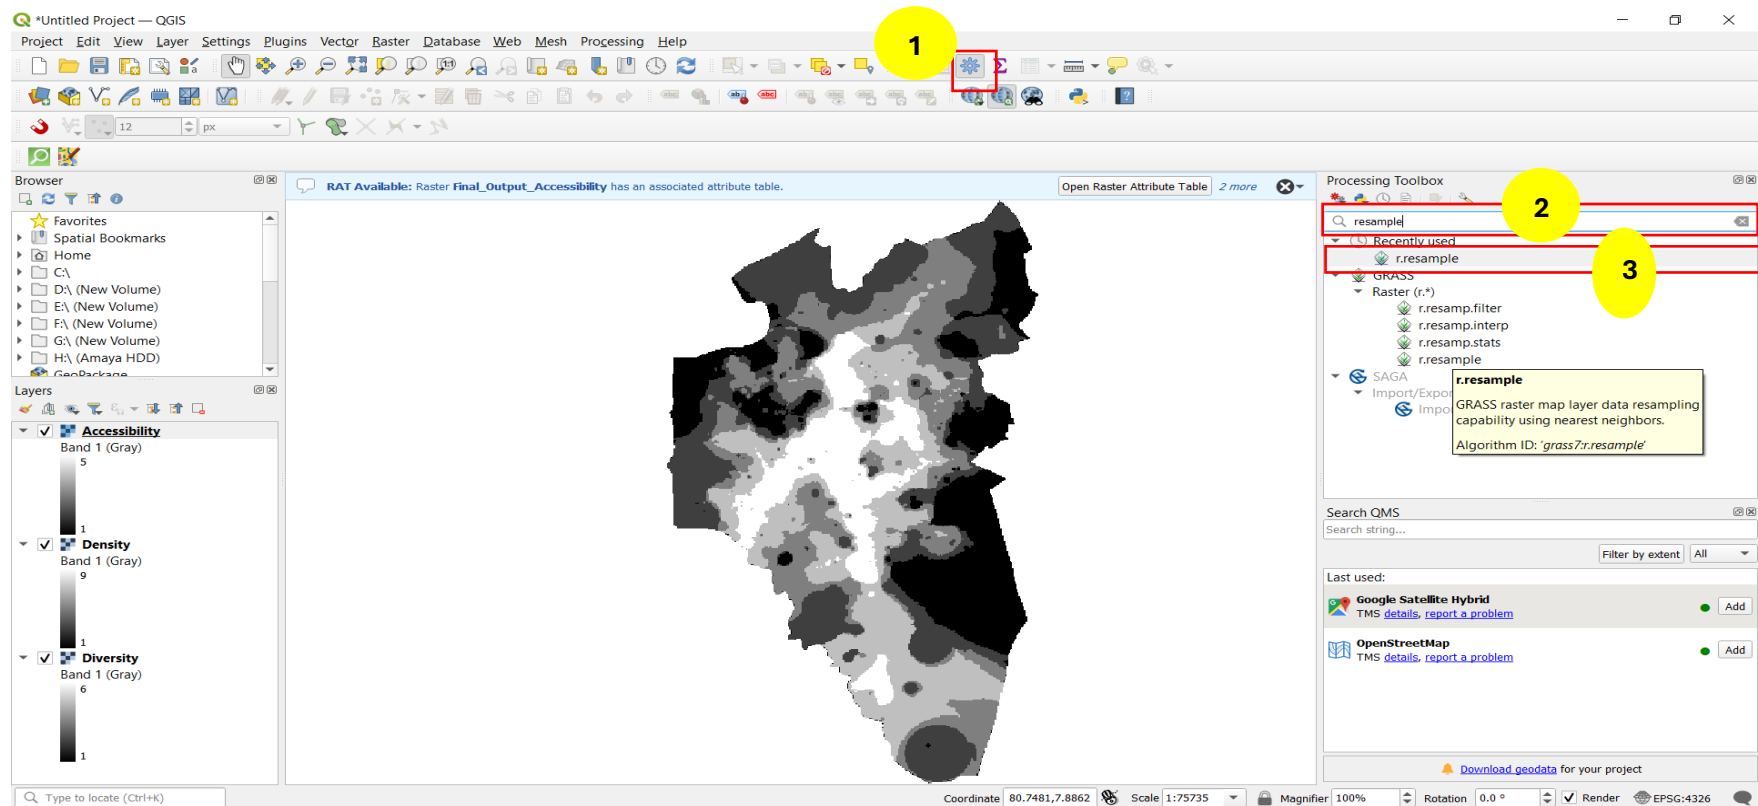 *Untitled Project — QGIS
Project Edit View Layer Settings Plugins Vector Raster Database Web Mesh Processing Help
1
12 px
Browser
Favorites
Spatial Bookmarks
Home
C:\
D:\ (New Volume)
E:\ (New Volume)
F:\ (New Volume)
G:\ (New Volume)
H:\ (Amaya HDD)
GeoPackage
Layers
Accessibility
Band 1 (Gray)
5
1
Density
Band 1 (Gray)
9
1
Diversity
Band 1 (Gray)
6
1
RAT Available: Raster Final_Output_Accessibility has an associated attribute table.
Open Raster Attribute Table 2 more
Processing Toolbox
2
resample
Recently used
r.resample
3
GRASS
Raster (r.*)
r.resamp.filter
r.resamp.interp
r.resamp.stats
r.resample
SAGA
Import/Expor
Impo
r.resample
GRASS raster map layer data resampling
capability using nearest neighbors.
Algorithm ID: 'grass7:r.resample'
Search QMS
Search string...
Filter by extent All
Last used:
Google Satellite Hybrid
TMS details, report a problem
Add
OpenStreetMap
TMS details, report a problem
Add
Download geodata for your project
Type to locate (Ctrl+K)
Coordinate 80.7481,7.8862 Scale 1:75735 Magnifier 100% Rotation 0.0 ° Render EPSG:4326